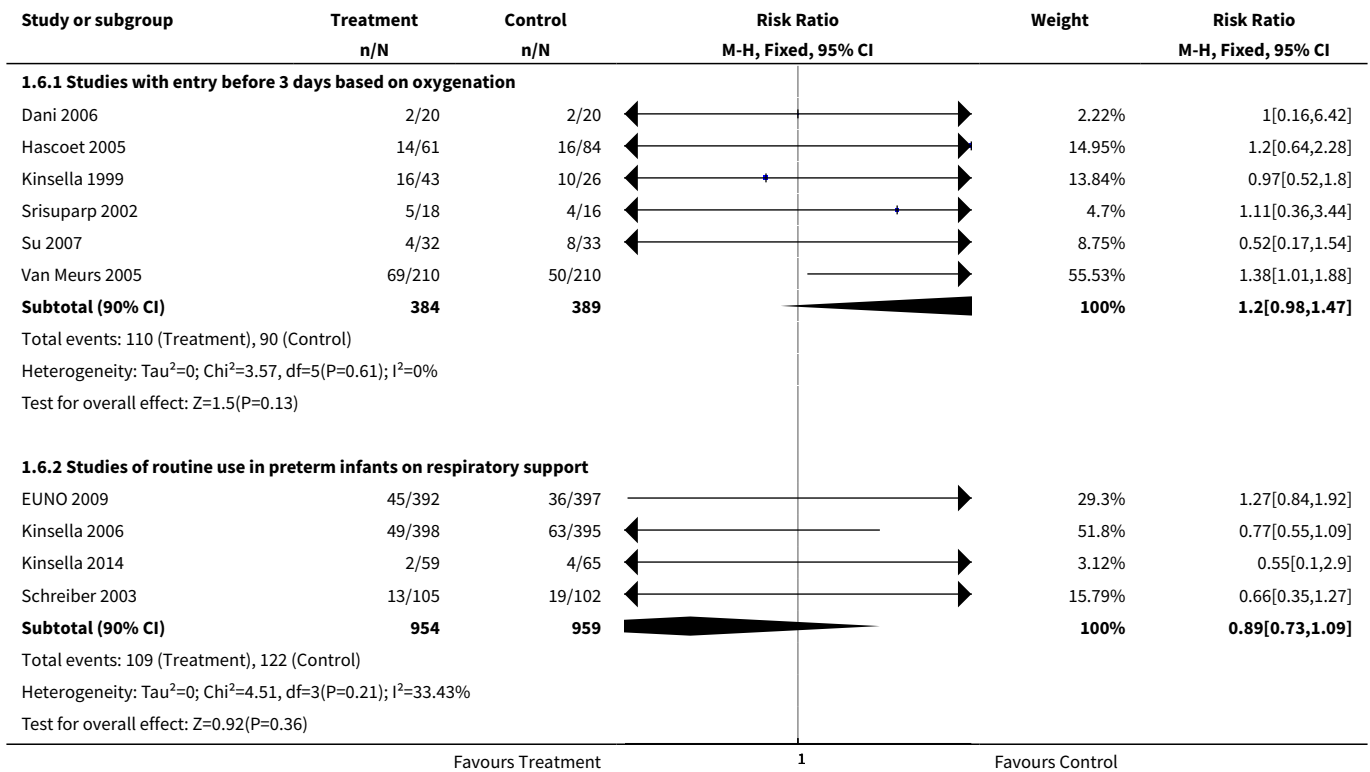 Study or subgroup Treatment Control Risk Ratio Weight Risk Ratio
n/N n/N M-H, Fixed, 95% CI M-H, Fixed, 95% CI
1.6.1 Studies with entry before 3 days based on oxygenation
Dani 2006 2/20 2/20 2.22% 1[0.16,6.42]
Hascoet 2005 14/61 16/84 14.95% 1.2[0.64,2.28]
Kinsella 1999 16/43 10/26 13.84% 0.97[0.52,1.8]
Srisuparp 2002 5/18 4/16 4.7% 1.11[0.36,3.44]
Su 2007 4/32 8/33 8.75% 0.52[0.17,1.54]
Van Meurs 2005 69/210 50/210 55.53% 1.38[1.01,1.88]
Subtotal (90% CI) 384 389 100% 1.2[0.98,1.47]
Total events: 110 (Treatment), 90 (Control)
Heterogeneity: Tau²=0; Chi²=3.57, df=5(P=0.61); I²=0%
Test for overall effect: Z=1.5(P=0.13)
1.6.2 Studies of routine use in preterm infants on respiratory support
EUNO 2009 45/392 36/397 29.3% 1.27[0.84,1.92]
Kinsella 2006 49/398 63/395 51.8% 0.77[0.55,1.09]
Kinsella 2014 2/59 4/65 3.12% 0.55[0.1,2.9]
Schreiber 2003 13/105 19/102 15.79% 0.66[0.35,1.27]
Subtotal (90% CI) 954 959 100% 0.89[0.73,1.09]
Total events: 109 (Treatment), 122 (Control)
Heterogeneity: Tau²=0; Chi²=4.51, df=3(P=0.21); I²=33.43%
Test for overall effect: Z=0.92(P=0.36)
Favours Treatment 1 Favours Control